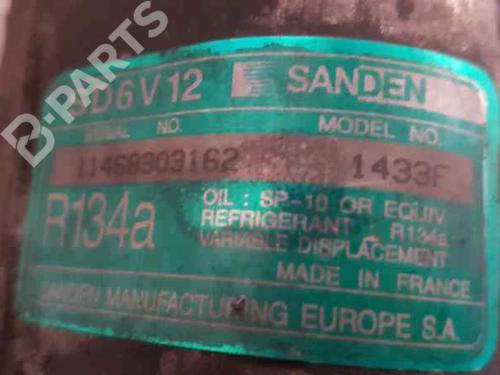 B-PARTS
SD6V12 SANDEN
SERIAL NO. MODEL NO.
11468303162 1433F
R134a
OIL : SP-10 OR EQUIV.
REFRIGERANT : R134a
VARIABLE DISPLACEMENT
MADE IN FRANCE
SANDEN MANUFACTURING EUROPE S.A.